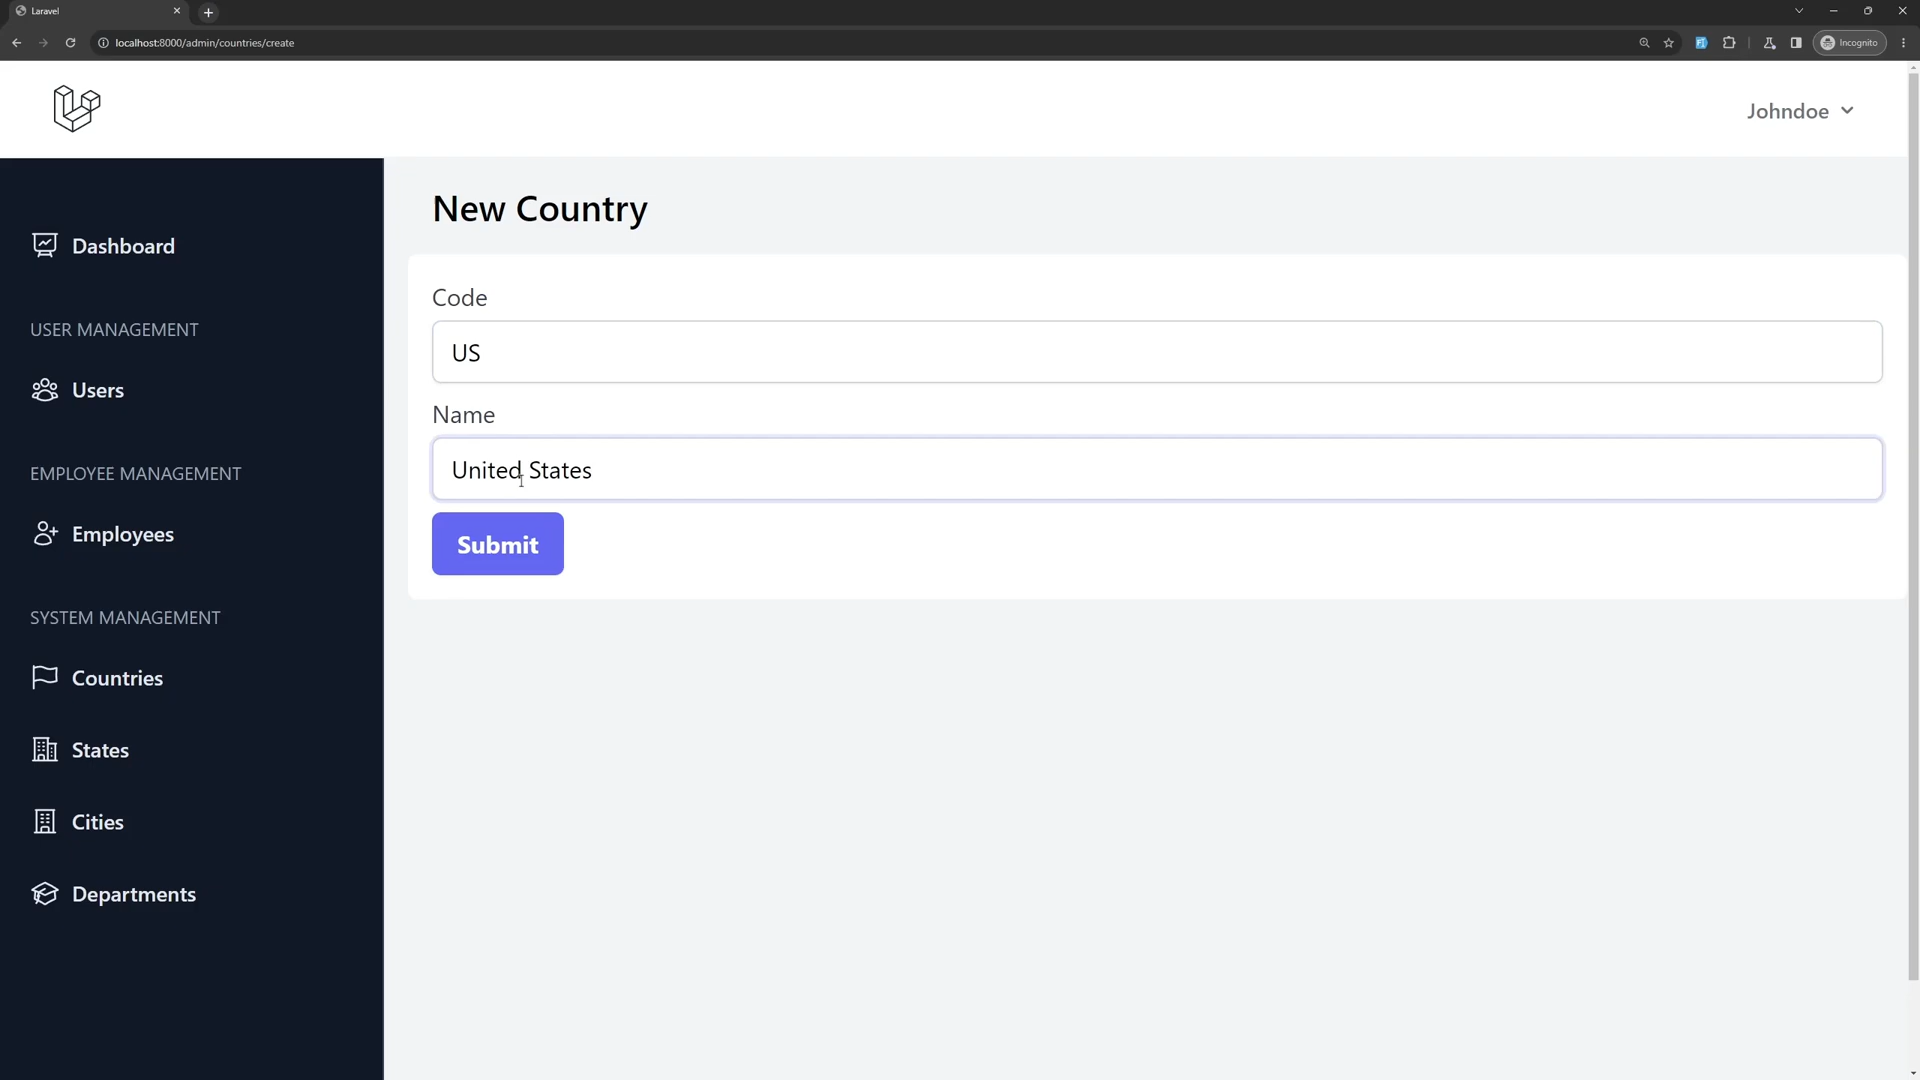 Laravel
localhost:8000/admin/countries/create
Incognito
Johndoe
Dashboard
USER MANAGEMENT
Users
EMPLOYEE MANAGEMENT
Employees
SYSTEM MANAGEMENT
Countries
States
Cities
Departments
New Country
Code
US
Name
United States
Submit